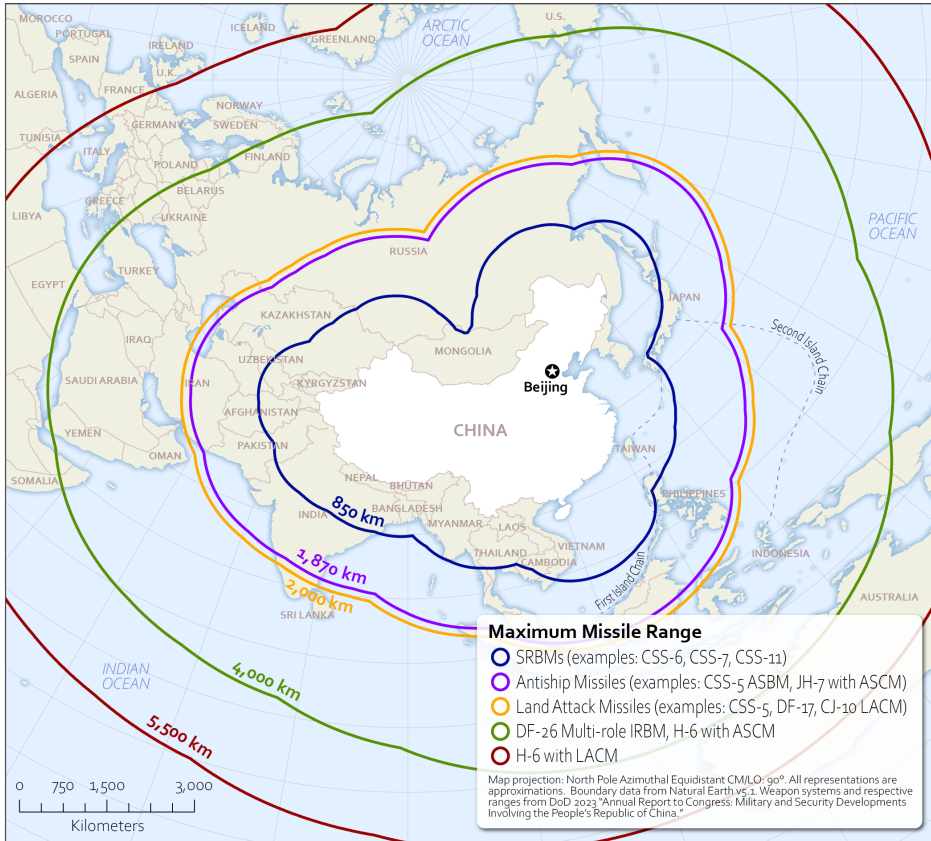 MOROCCO
PORTUGAL
SPAIN
IRELAND
U.K.
FRANCE
ICELAND
GREENLAND
ARCTIC
OCEAN
U.S.
ALGERIA
NORWAY
SWEDEN
GERMANY
TUNISIA
ITALY
POLAND
FINLAND
BELARUS
GREECE
UKRAINE
LIBYA
RUSSIA
PACIFIC
OCEAN
TURKEY
EGYPT
KAZAKHSTAN
JAPAN
IRAQ
UZBEKISTAN
MONGOLIA
Second Island Chain
SAUDI ARABIA
IRAN
KYRGYZSTAN
Beijing
AFGHANISTAN
YEMEN
OMAN
PAKISTAN
CHINA
TAIWAN
SOMALIA
NEPAL
BHUTAN
BANGLADESH
PHILIPPINES
850 km
INDIA
MYANMAR
LAOS
THAILAND
VIETNAM
CAMBODIA
INDONESIA
1,870 km
2,000 km
First Island Chain
SRI LANKA
AUSTRALIA
INDIAN
OCEAN
4,000 km
5,500 km
Maximum Missile Range
SRBMs (examples: CSS-6, CSS-7, CSS-11)
Antiship Missiles (examples: CSS-5 ASBM, JH-7 with ASCM)
Land Attack Missiles (examples: CSS-5, DF-17, CJ-10 LACM)
DF-26 Multi-role IRBM, H-6 with ASCM
H-6 with LACM
Map projection: North Pole Azimuthal Equidistant CM/LO: 90º. All representations are
approximations. Boundary data from Natural Earth v5.1. Weapon systems and respective
ranges from DoD 2023 "Annual Report to Congress: Military and Security Developments
Involving the People's Republic of China."
0 750 1,500 3,000
Kilometers